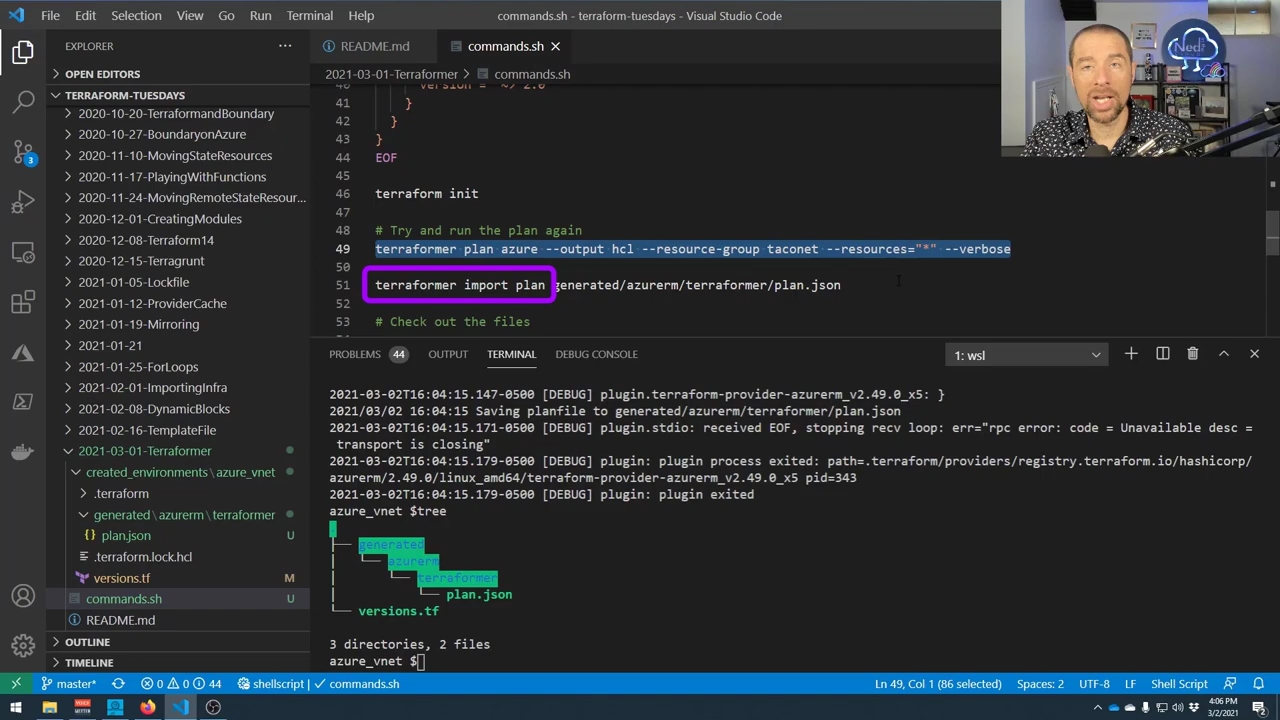 File Edit Selection View Go Run Terminal Help
commands.sh - terraform-tuesdays - Visual Studio Code
EXPLORER
OPEN EDITORS
TERRAFORM-TUESDAYS
2020-10-20-TerraformandBoundary
2020-10-27-BoundaryonAzure
2020-11-10-MovingStateResources
2020-11-17-PlayingWithFunctions
2020-11-24-MovingRemoteStateResour...
2020-12-01-CreatingModules
2020-12-08-Terraform14
2020-12-15-Terragrunt
2021-01-05-Lockfile
2021-01-12-ProviderCache
2021-01-19-Mirroring
2021-01-21
2021-01-25-ForLoops
2021-02-01-ImportingInfra
2021-02-08-DynamicBlocks
2021-02-16-TemplateFile
2021-03-01-Terraformer
created_environments \ azure_vnet
.terraform
generated \ azurerm \ terraformer
{} plan.json U
.terraform.lock.hcl
versions.tf M
commands.sh U
README.md
OUTLINE
TIMELINE
3
README.md
commands.sh
2021-03-01-Terraformer > commands.sh
40 version = "~> 2.0"
41 }
42 }
43 }
44 EOF
45
46 terraform init
47
48 # Try and run the plan again
49 terraformer plan azure --output hcl --resource-group taconet --resources="*" --verbose
50
51 terraformer import plan generated/azurerm/terraformer/plan.json
52
53 # Check out the files
PROBLEMS 44 OUTPUT TERMINAL DEBUG CONSOLE
1: wsl
2021-03-02T16:04:15.147-0500 [DEBUG] plugin.terraform-provider-azurerm_v2.49.0_x5: }
2021/03/02 16:04:15 Saving planfile to generated/azurerm/terraformer/plan.json
2021-03-02T16:04:15.171-0500 [DEBUG] plugin.stdio: received EOF, stopping recv loop: err="rpc error: code = Unavailable desc =
transport is closing"
2021-03-02T16:04:15.179-0500 [DEBUG] plugin: plugin process exited: path=.terraform/providers/registry.terraform.io/hashicorp/
azurerm/2.49.0/linux_amd64/terraform-provider-azurerm_v2.49.0_x5 pid=343
2021-03-02T16:04:15.179-0500 [DEBUG] plugin: plugin exited
azure_vnet $tree
.
├── generated
│   └── azurerm
│       └── terraformer
│           └── plan.json
└── versions.tf
3 directories, 2 files
azure_vnet $
master* 0 0 44 shellscript commands.sh
Ln 49, Col 1 (86 selected) Spaces: 2 UTF-8 LF Shell Script
4:06 PM
3/2/2021
2